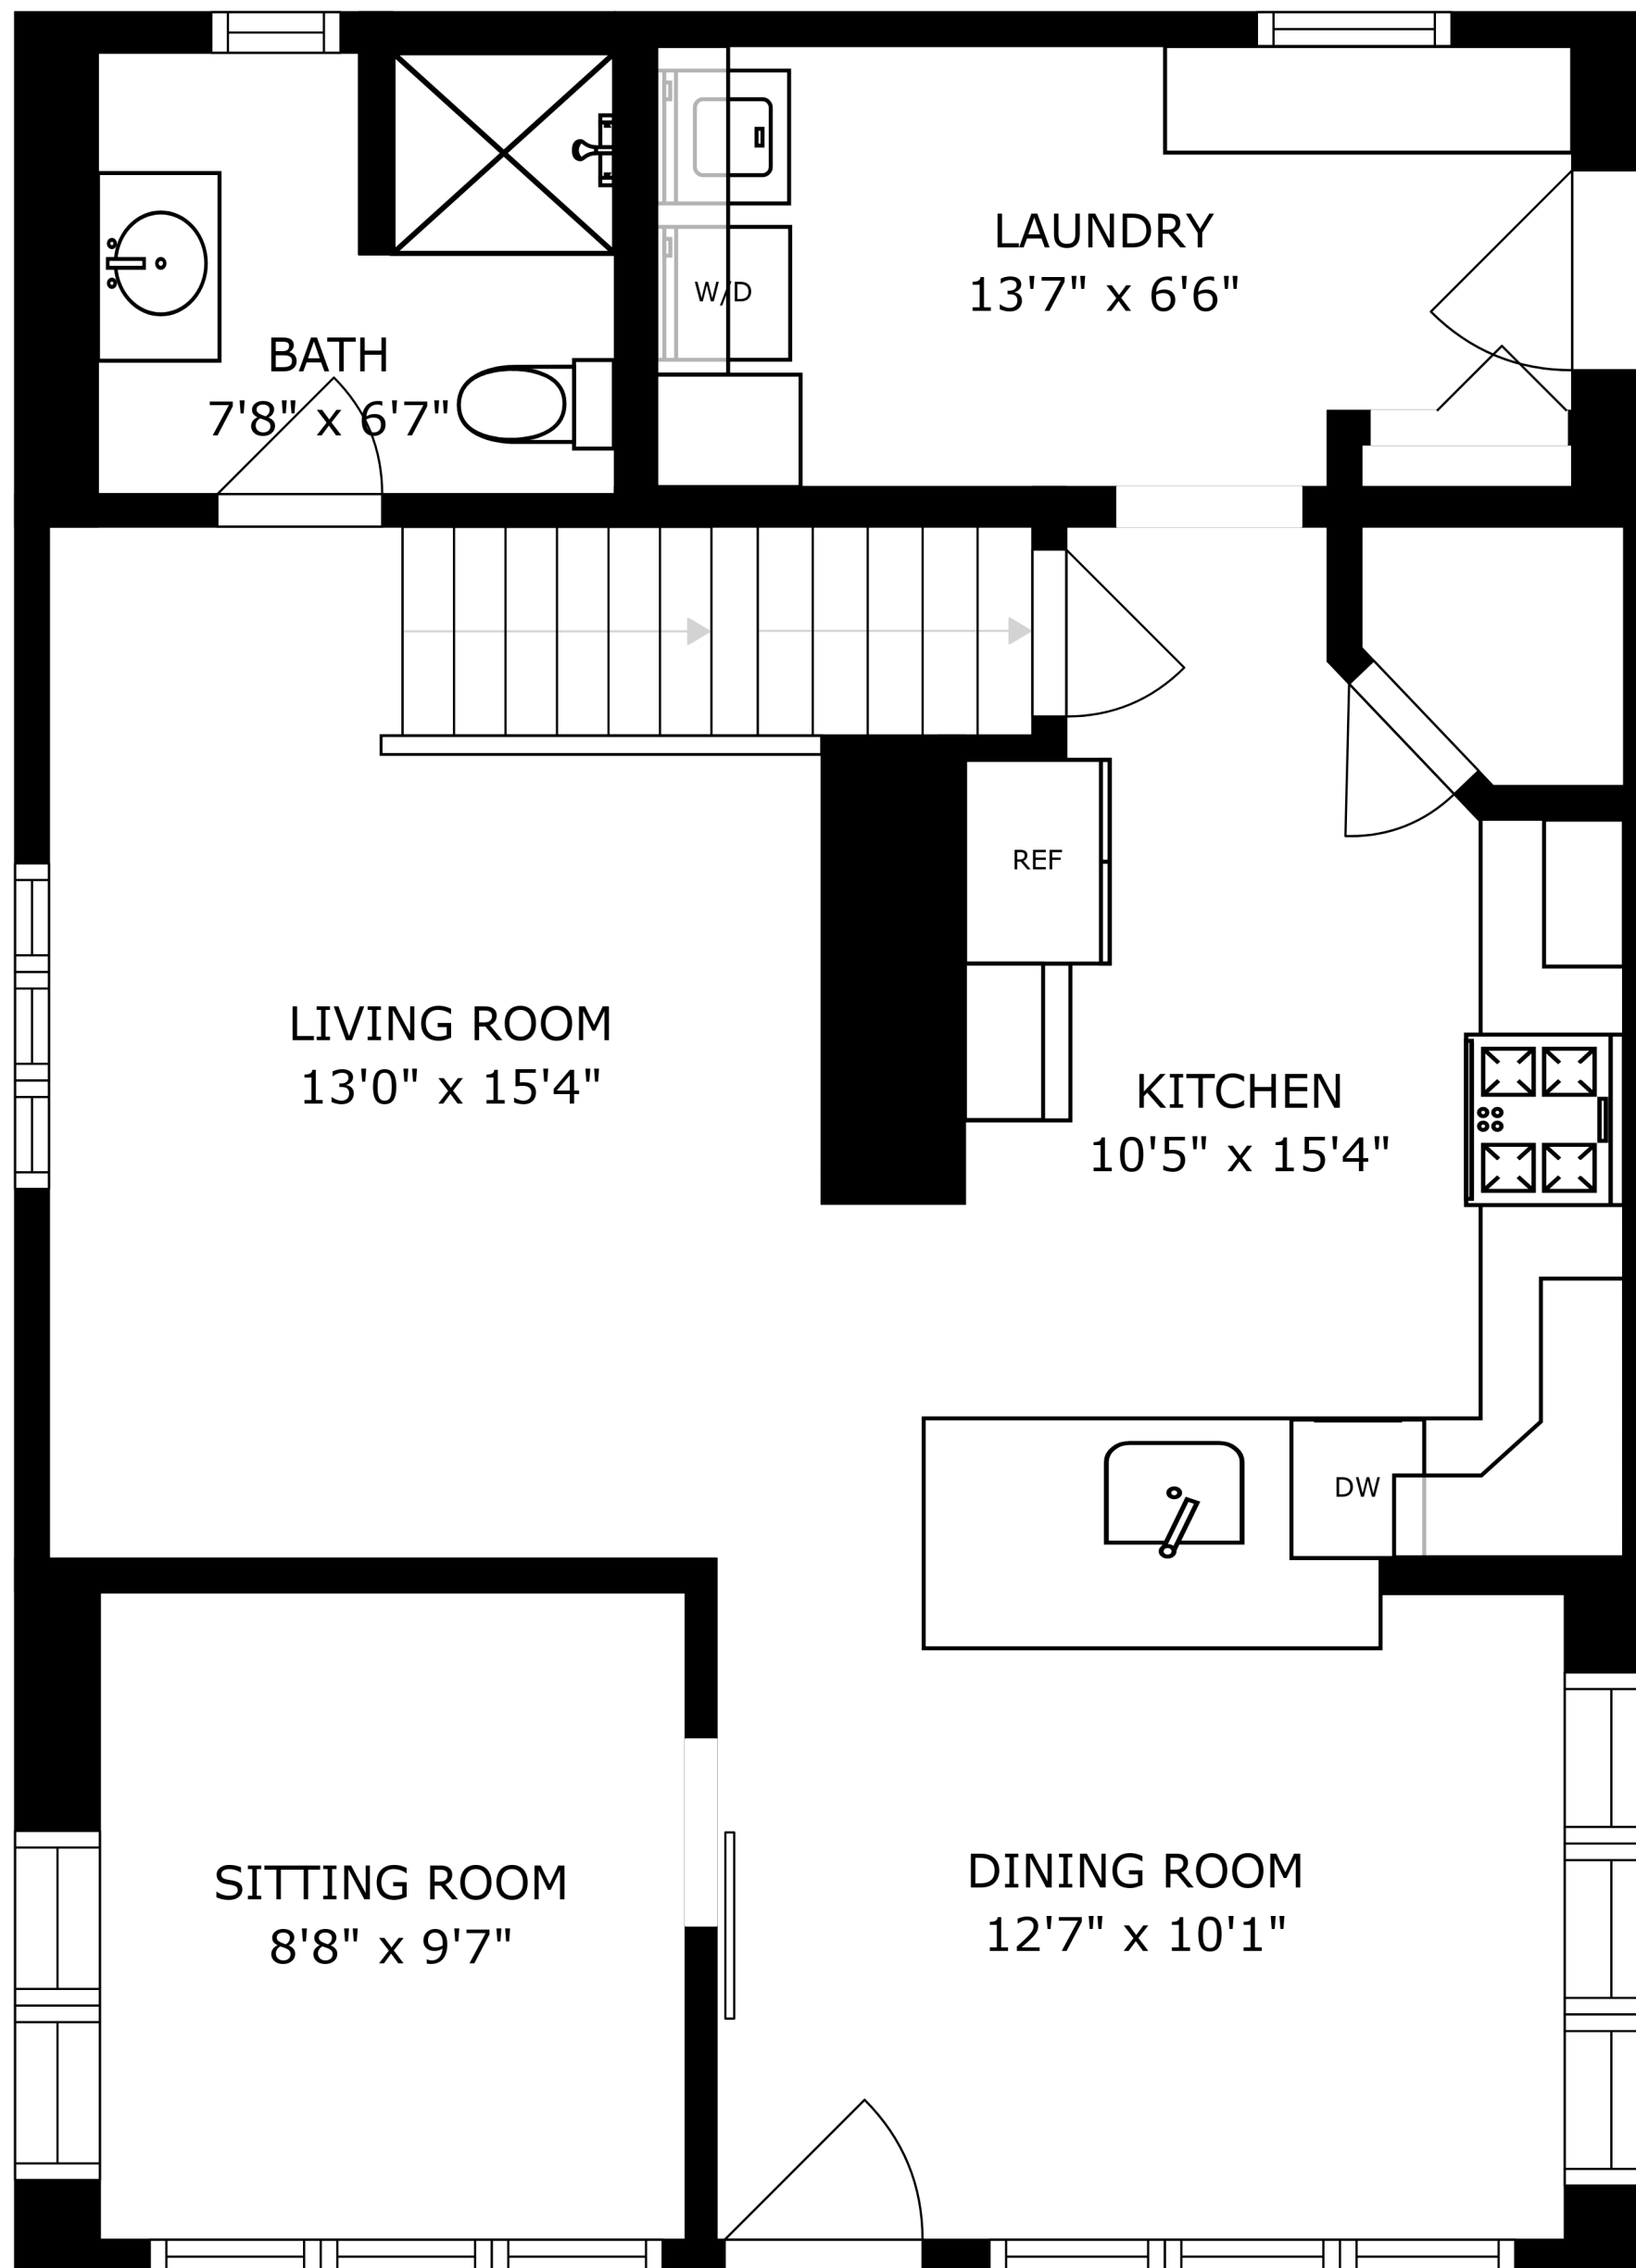 LAUNDRY
13'7" x 6'6"
W/D
BATH
7'8" x 6'7"
REF
LIVING ROOM
13'0" x 15'4"
KITCHEN
10'5" x 15'4"
DW
SITTING ROOM
8'8" x 9'7"
DINING ROOM
12'7" x 10'1"